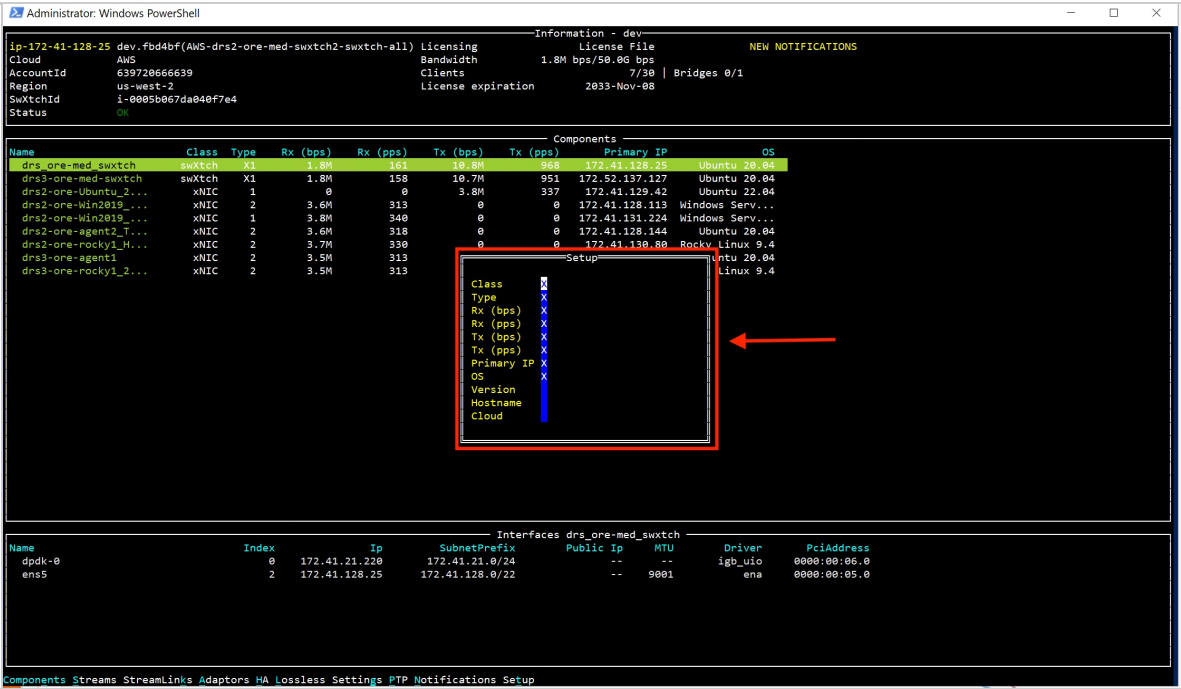 Administrator: Windows PowerShell
Information - dev
ip-172-41-128-25 dev.fbd4bf(AWS-drs2-ore-med-swxtch2-swxtch-all) Licensing License File NEW NOTIFICATIONS
Cloud AWS Bandwidth 1.8M bps/50.0G bps
AccountId 639720666639 Clients 7/30 | Bridges 0/1
Region us-west-2 License expiration 2033-Nov-08
SwXtchId i-0005b067da040f7e4
Status OK
Components
Name Class Type Rx (bps) Rx (pps) Tx (bps) Tx (pps) Primary IP OS
drs_ore-med_swxtch swXtch X1 1.8M 161 10.8M 968 172.41.128.25 Ubuntu 20.04
drs3-ore-med-swxtch swXtch X1 1.8M 158 10.7M 951 172.52.137.127 Ubuntu 20.04
drs2-ore-Ubuntu_2... xNIC 1 0 0 3.8M 337 172.41.129.42 Ubuntu 22.04
drs2-ore-Win2019_... xNIC 2 3.6M 313 0 0 172.41.128.113 Windows Serv...
drs2-ore-Win2019_... xNIC 1 3.8M 340 0 0 172.41.131.224 Windows Serv...
drs2-ore-agent2_T... xNIC 2 3.6M 318 0 0 172.41.128.144 Ubuntu 20.04
drs2-ore-rocky1_H... xNIC 2 3.7M 330 0 0 172.41.130.80 Rocky Linux 9.4
drs3-ore-agent1 xNIC 2 3.5M 313 untu 20.04
drs3-ore-rocky1_2... xNIC 2 3.5M 313 Linux 9.4
Setup
Class X
Type X
Rx (bps) X
Rx (pps) X
Tx (bps) X
Tx (pps) X
Primary IP X
OS X
Version
Hostname
Cloud
Interfaces drs_ore-med_swxtch
Name Index Ip SubnetPrefix Public Ip MTU Driver PciAddress
dpdk-0 0 172.41.21.220 172.41.21.0/24 -- -- igb_uio 0000:00:06.0
ens5 2 172.41.128.25 172.41.128.0/22 -- 9001 ena 0000:00:05.0
Components Streams StreamLinks Adaptors HA Lossless Settings PTP Notifications Setup